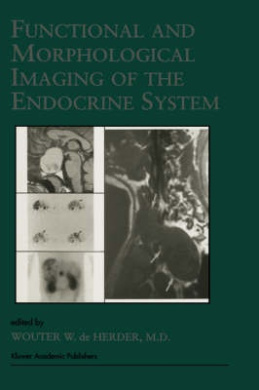 FUNCTIONAL AND
MORPHOLOGICAL
IMAGING OF THE
ENDOCRINE SYSTEM
edited by
WOUTER W. de HERDER, M.D.
Kluwer Academic Publishers